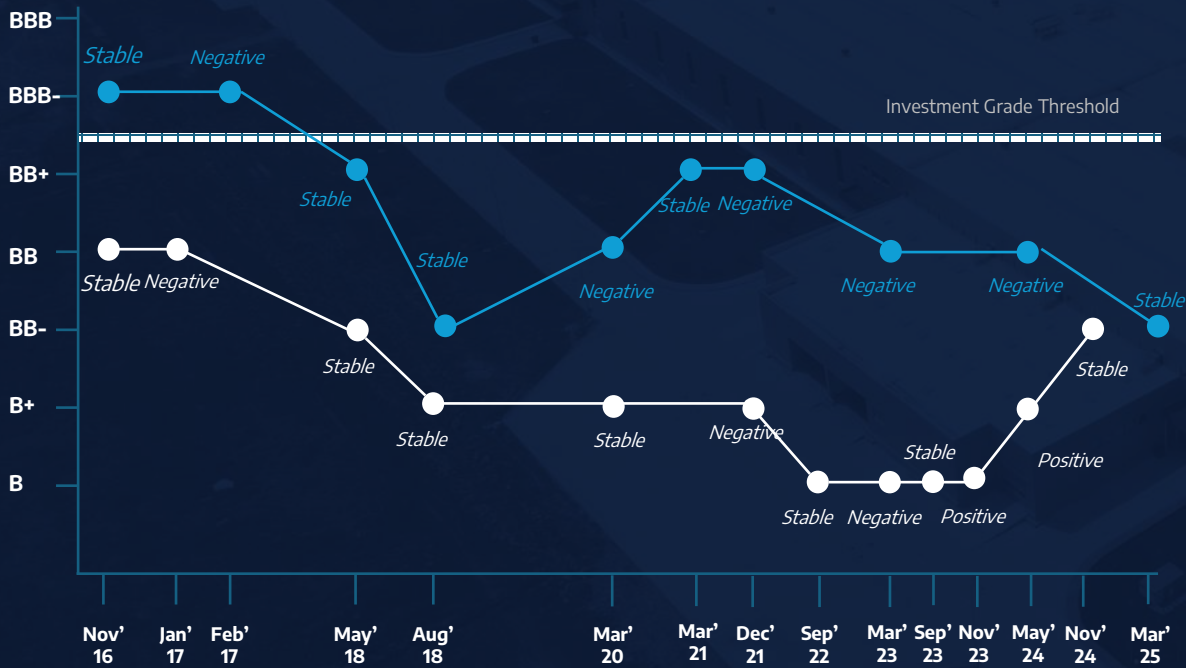 BBB
Stable Negative
BBB-
Investment Grade Threshold
BB+
Stable
Stable Negative
BB
Stable
Stable Negative
Negative
Negative
Negative
Stable
BB-
Stable
Stable
B+
Stable
Stable
Negative
Stable
Positive
B
Stable Negative Positive
Nov’ Jan’ Feb’ May’ Aug’ Mar’ Mar’ Dec’ Sep’ Mar’ Sep’ Nov’ May’ Nov’ Mar’
16 17 17 18 18 20 21 21 22 23 23 23 24 24 25